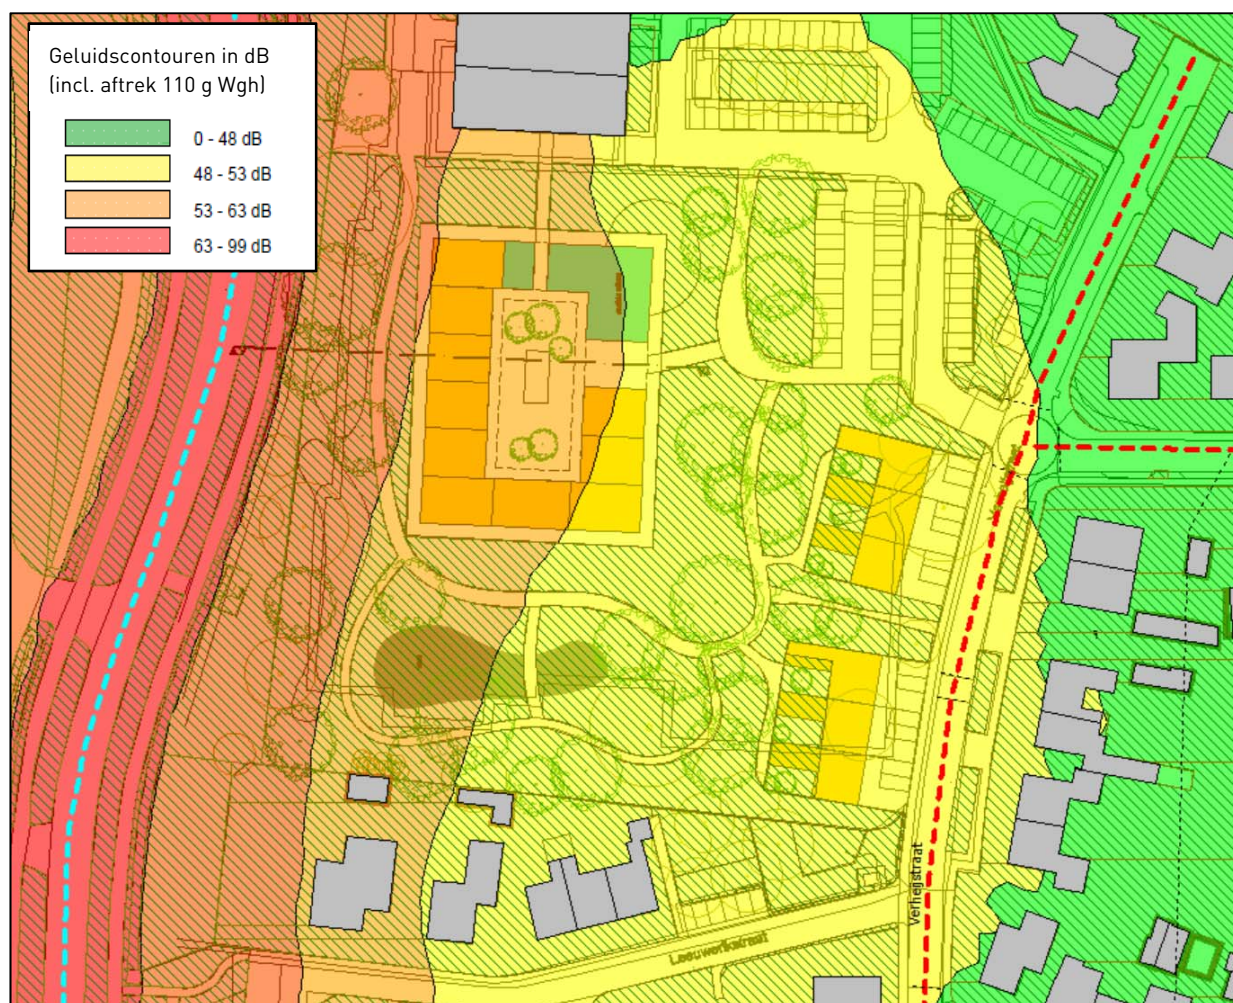 Geluidscontouren in dB
(incl. aftrek 110 g Wgh)
0 - 48 dB
48 - 53 dB
53 - 63 dB
63 - 99 dB
Verheijstraat
Leeuwerikstraat